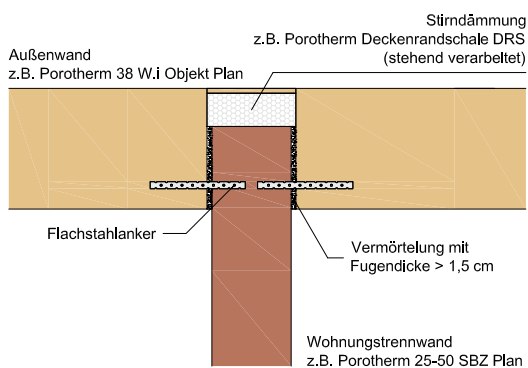 Stirndämmung
z.B. Porotherm Deckenrandschale DRS
(stehend verarbeitet)
Außenwand
z.B. Porotherm 38 W.i Objekt Plan
Flachstahlanker
Vermörtelung mit
Fugendicke > 1,5 cm
Wohnungstrennwand
z.B. Porotherm 25-50 SBZ Plan